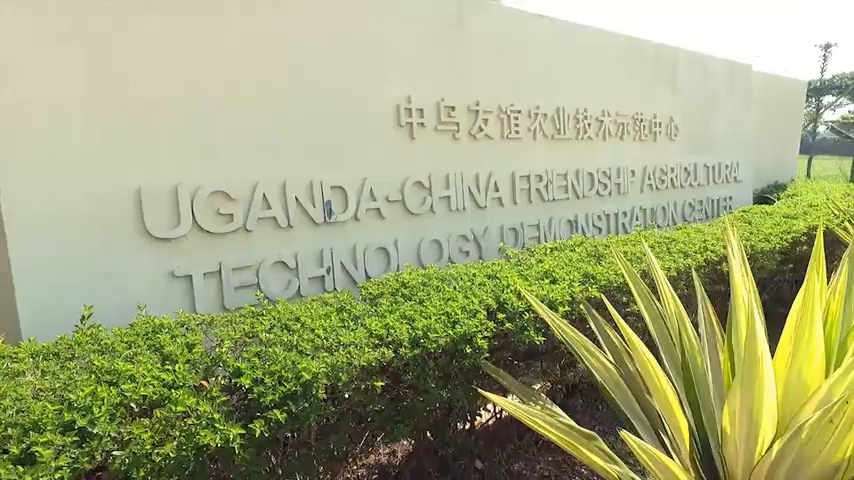 中乌友谊农业技术示范中心
UGANDA-CHINA FRIENDSHIP AGRICULTURAL
TECHNOLOGY DEMONSTRATION CENTER